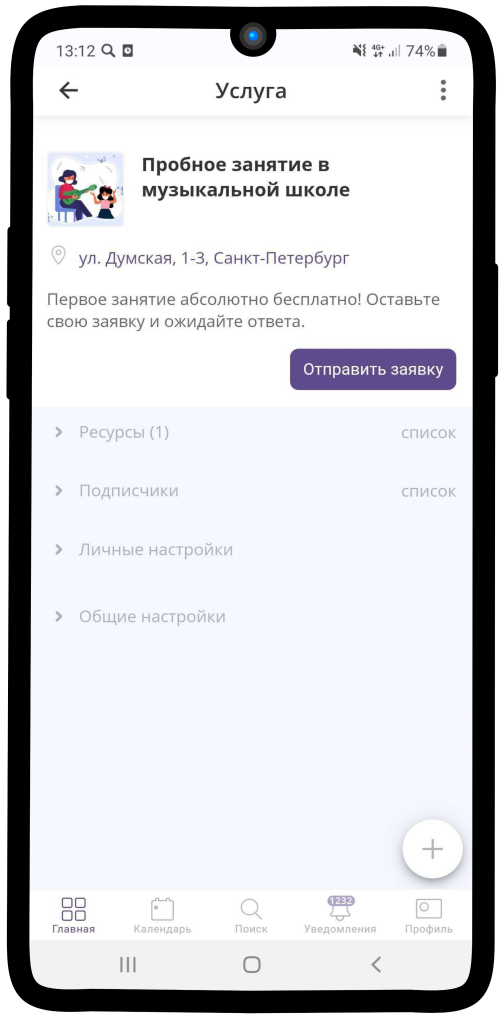 13:12
4G+ 74%
Услуга
Пробное занятие в
музыкальной школе
ул. Думская, 1-3, Санкт-Петербург
Первое занятие абсолютно бесплатно! Оставьте
свою заявку и ожидайте ответа.
Отправить заявку
Ресурсы (1) список
Подписчики список
Личные настройки
Общие настройки
1232
Главная Календарь Поиск Уведомления Профиль